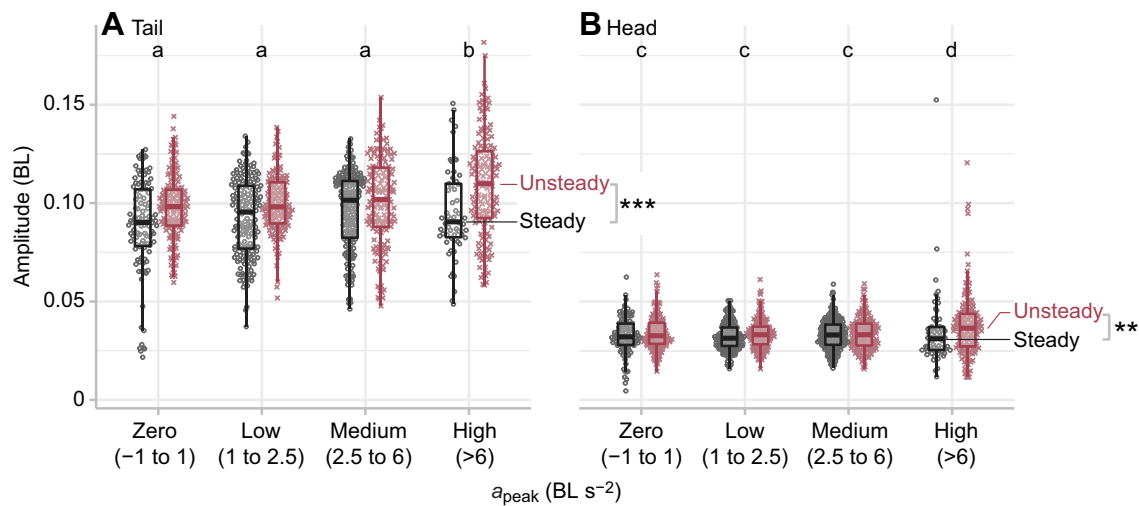 A Tail
B Head
a a a b
c c c d
Amplitude (BL)
0.15
0.10
0.05
0
Unsteady
Steady
***
Unsteady
Steady
**
Zero Low Medium High
(−1 to 1) (1 to 2.5) (2.5 to 6) (>6)
Zero Low Medium High
(−1 to 1) (1 to 2.5) (2.5 to 6) (>6)
apeak (BL s−2)